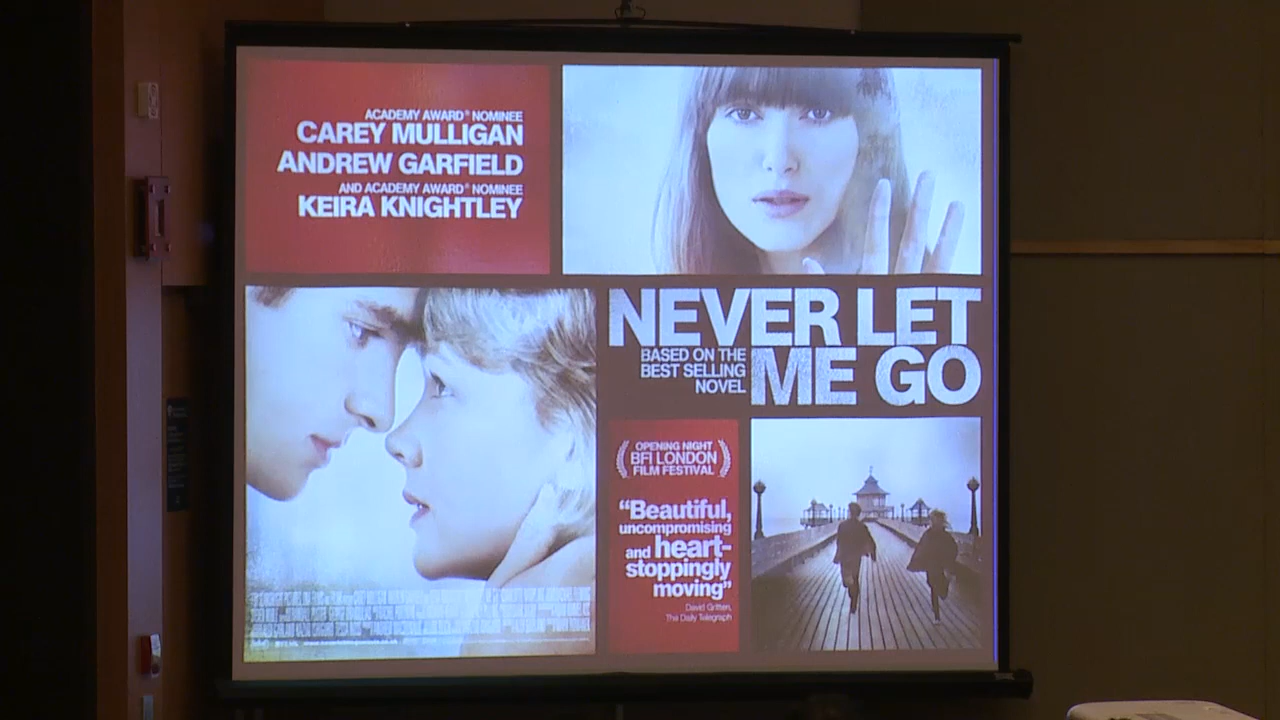 ACADEMY AWARD® NOMINEE
CAREY MULLIGAN
ANDREW GARFIELD
AND ACADEMY AWARD® NOMINEE
KEIRA KNIGHTLEY
NEVER LET
BASED ON THE
BEST SELLING
NOVEL
ME GO
OPENING NIGHT
BFI LONDON
FILM FESTIVAL
“Beautiful,
uncompromising
and heart-
stoppingly
moving”
David Gritten,
The Daily Telegraph